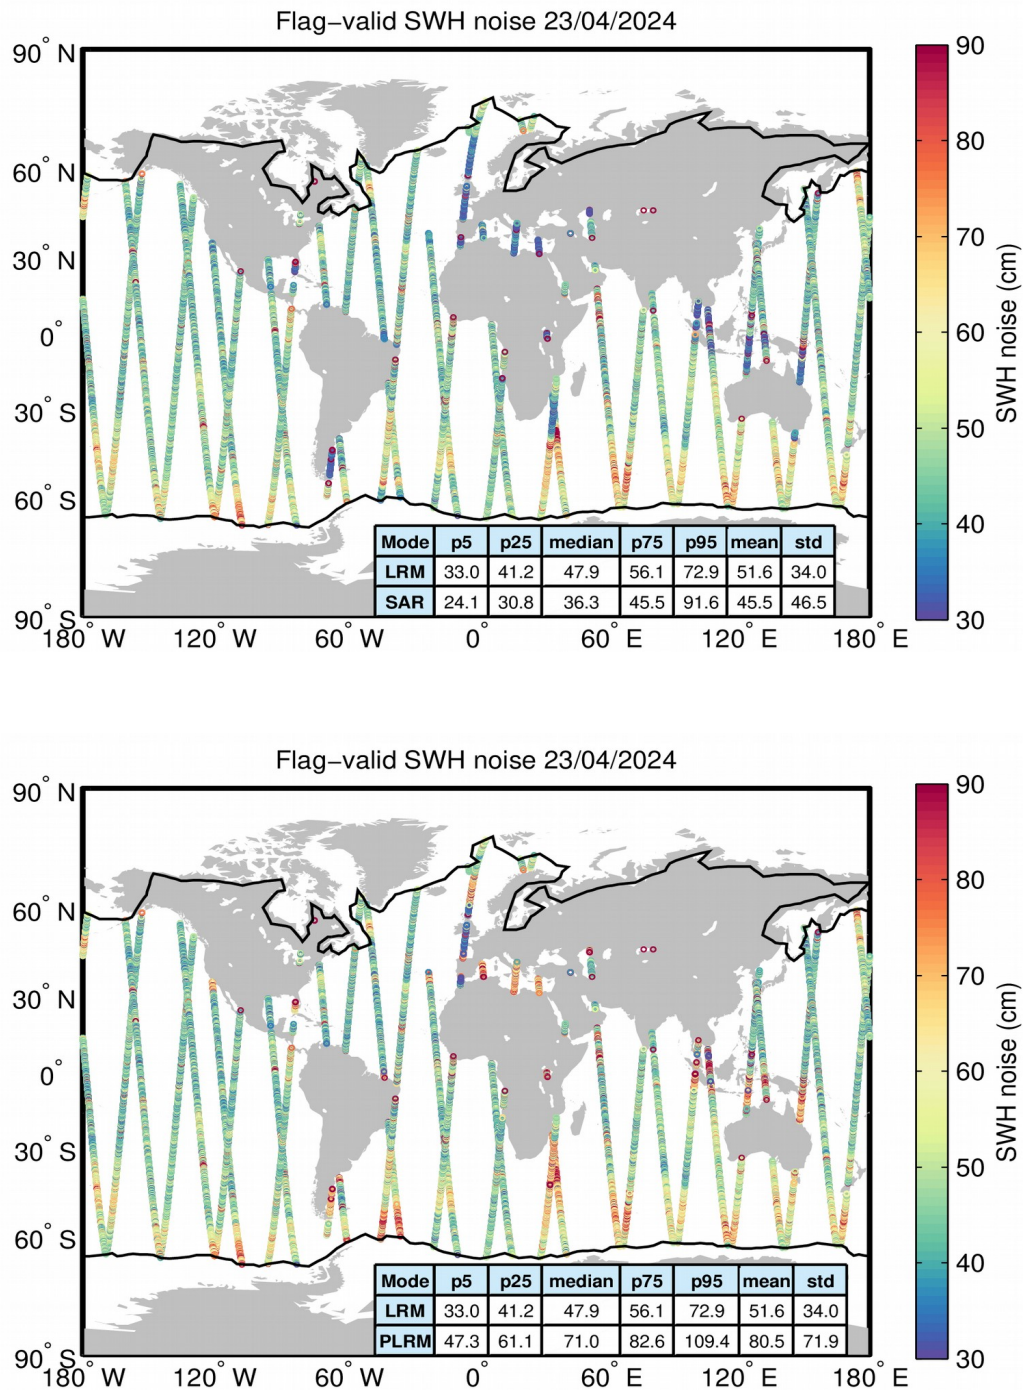 Flag−valid SWH noise 23/04/2024
90° N
60° N
30° N
0°
30° S
60° S
90° S
180° W
120° W
60° W
0°
60° E
120° E
180° E
90
80
70
60
50
40
30
SWH noise (cm)
Mode p5 p25 median p75 p95 mean std
LRM 33.0 41.2 47.9 56.1 72.9 51.6 34.0
SAR 24.1 30.8 36.3 45.5 91.6 45.5 46.5
Flag−valid SWH noise 23/04/2024
90° N
60° N
30° N
0°
30° S
60° S
90° S
180° W
120° W
60° W
0°
60° E
120° E
180° E
90
80
70
60
50
40
30
SWH noise (cm)
Mode p5 p25 median p75 p95 mean std
LRM 33.0 41.2 47.9 56.1 72.9 51.6 34.0
PLRM 47.3 61.1 71.0 82.6 109.4 80.5 71.9